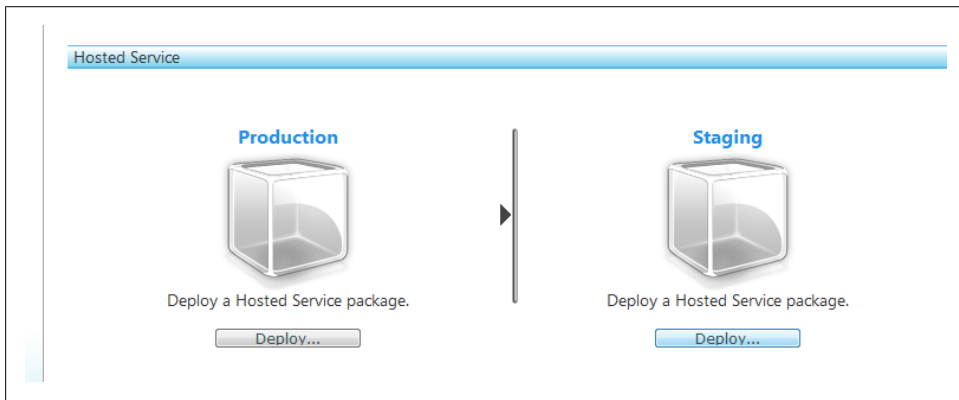 Hosted Service
Production
Deploy a Hosted Service package.
Deploy...
Staging
Deploy a Hosted Service package.
Deploy...